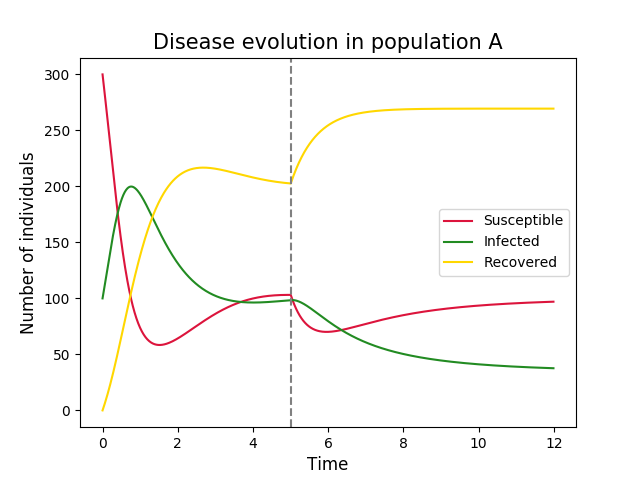 Disease evolution in population A
Number of individuals
300
250
200
150
100
50
0
Susceptible
Infected
Recovered
0 2 4 6 8 10 12
Time